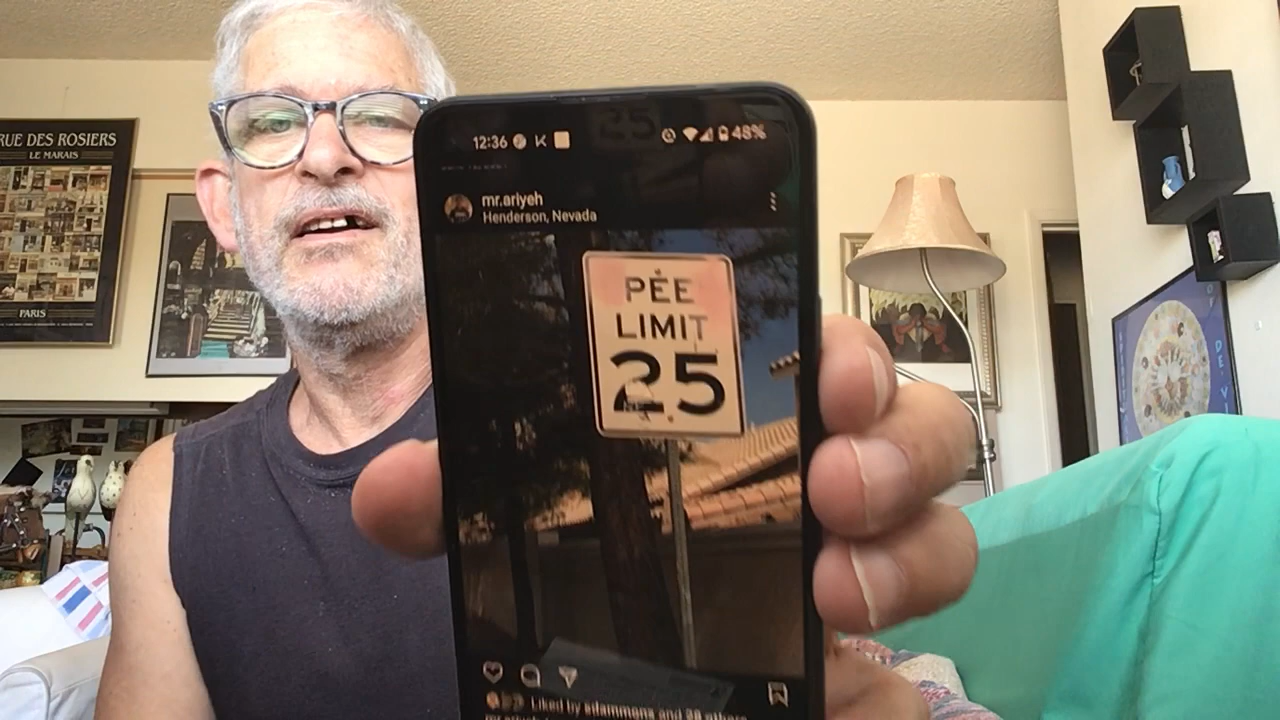 RUE DES ROSIERS
LE MARAIS
PARIS
12:36
48%
mr.ariyeh
Henderson, Nevada
PÉE
LIMIT
25
Liked by
and 38 others